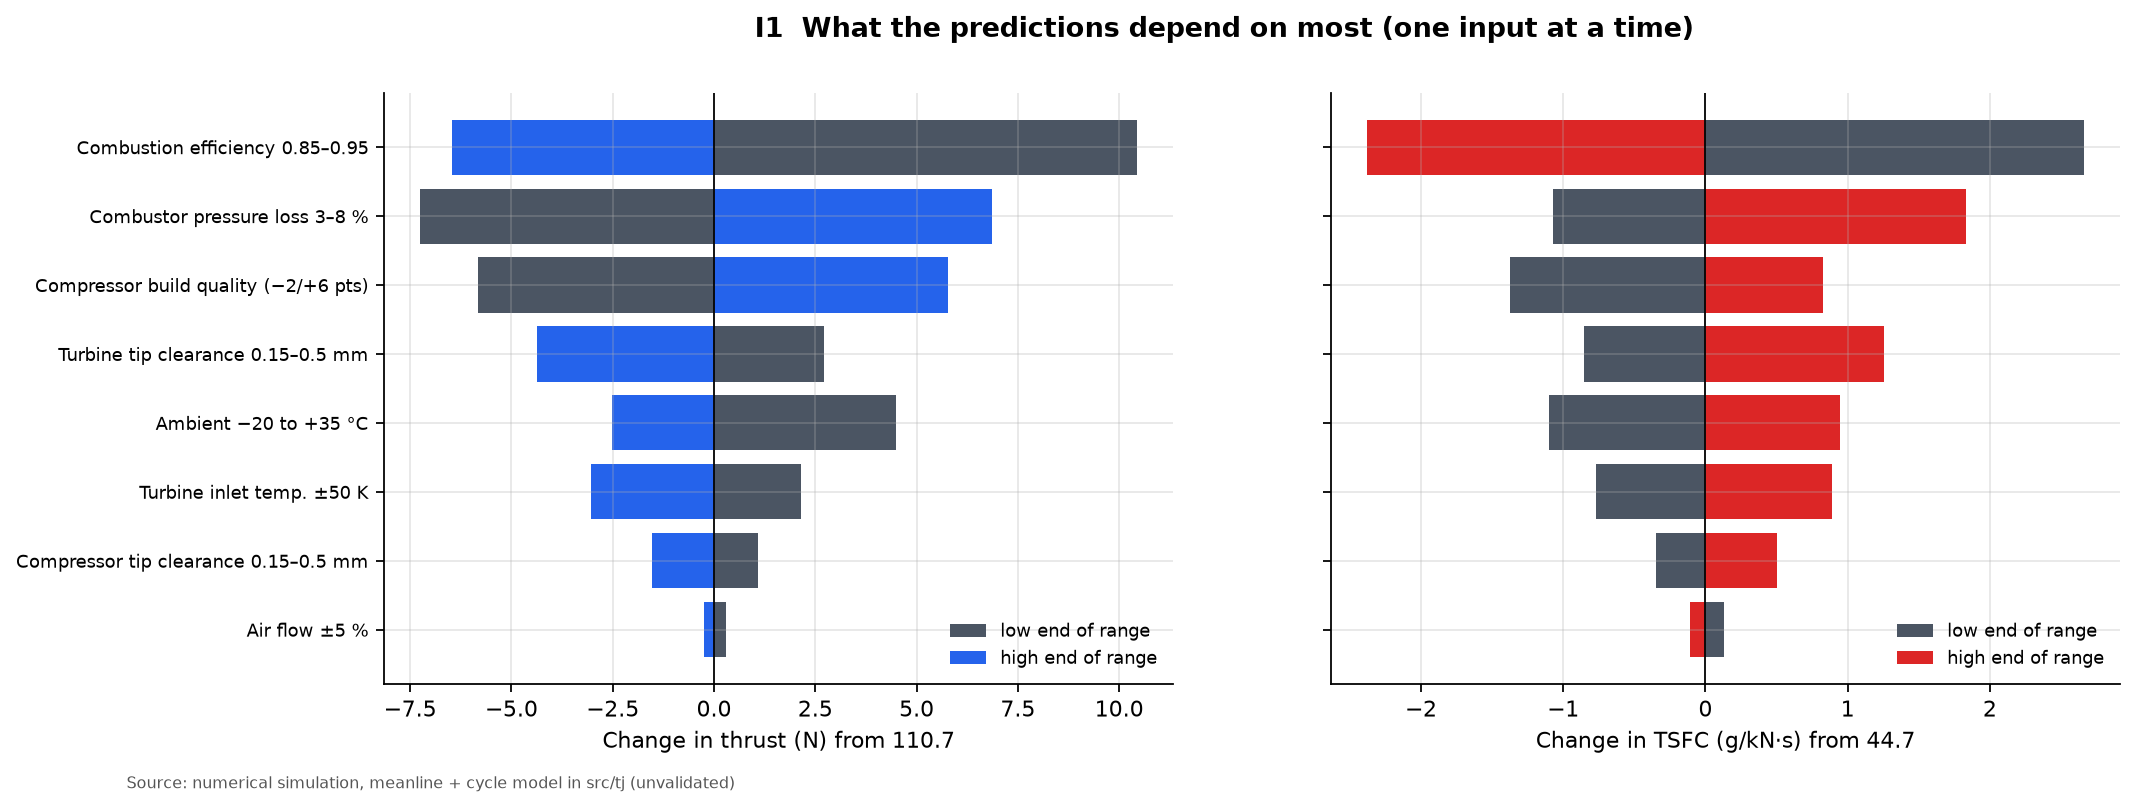 I1  What the predictions depend on most (one input at a time)
Combustion efficiency 0.85–0.95
Combustor pressure loss 3–8 %
Compressor build quality (−2/+6 pts)
Turbine tip clearance 0.15–0.5 mm
Ambient −20 to +35 °C
Turbine inlet temp. ±50 K
Compressor tip clearance 0.15–0.5 mm
Air flow ±5 %
low end of range
high end of range
−7.5 −5.0 −2.5 0.0 2.5 5.0 7.5 10.0
Change in thrust (N) from 110.7
low end of range
high end of range
−2 −1 0 1 2
Change in TSFC (g/kN·s) from 44.7
Source: numerical simulation, meanline + cycle model in src/tj (unvalidated)